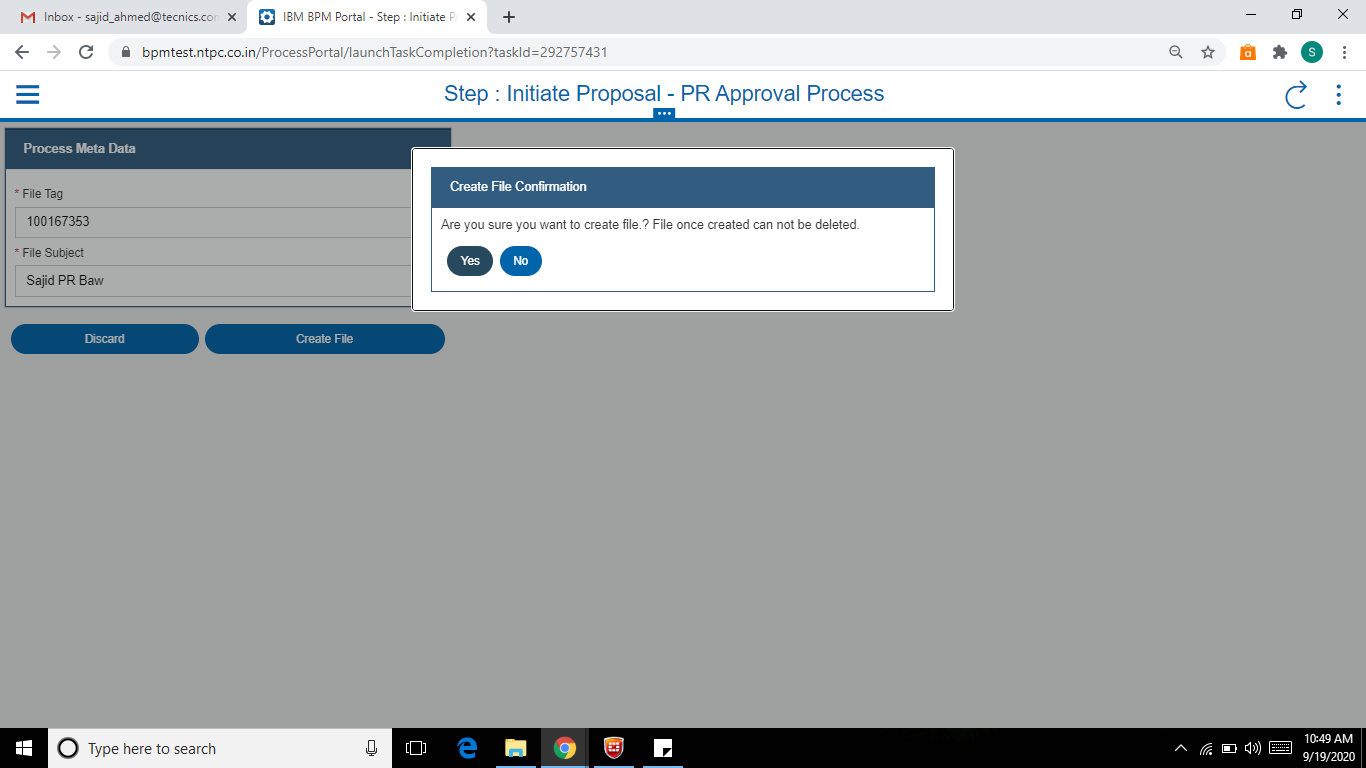 Inbox - sajid_ahmed@tecnics.con
IBM BPM Portal - Step : Initiate P
bpmtest.ntpc.co.in/ProcessPortal/launchTaskCompletion?taskId=292757431
S
Step : Initiate Proposal - PR Approval Process
Process Meta Data
* File Tag
100167353
* File Subject
Sajid PR Baw
Discard
Create File
Create File Confirmation
Are you sure you want to create file.? File once created can not be deleted.
Yes No
Type here to search
10:49 AM
9/19/2020